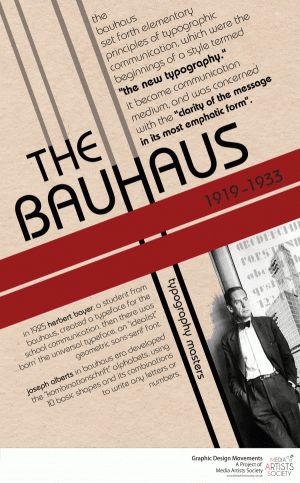 the
bauhaus
set forth elementary
principles of typographic
communication, which were the
beginnings of a style termed
"the new typography."
it became communication
medium, and was concerned
with the "clarity of the message
in its most emphatic form".
THE
BAUHAUS
1919-1933
in 1925 herbert bayer, a student from
bauhaus, created a typeface for the
school communication. then there was
born the universal typeface, an "idealist"
geometric sans-serif font.
joseph alberts in bauhaus era developed
the "kombinationschrift" alphabets, using
10 basic shapes and its combinations
to write any letters or
numbers.
typography masters
Graphic Design Movements
A Project of
Media Artists Society
MEDIA
ARTISTS
SOCIETY